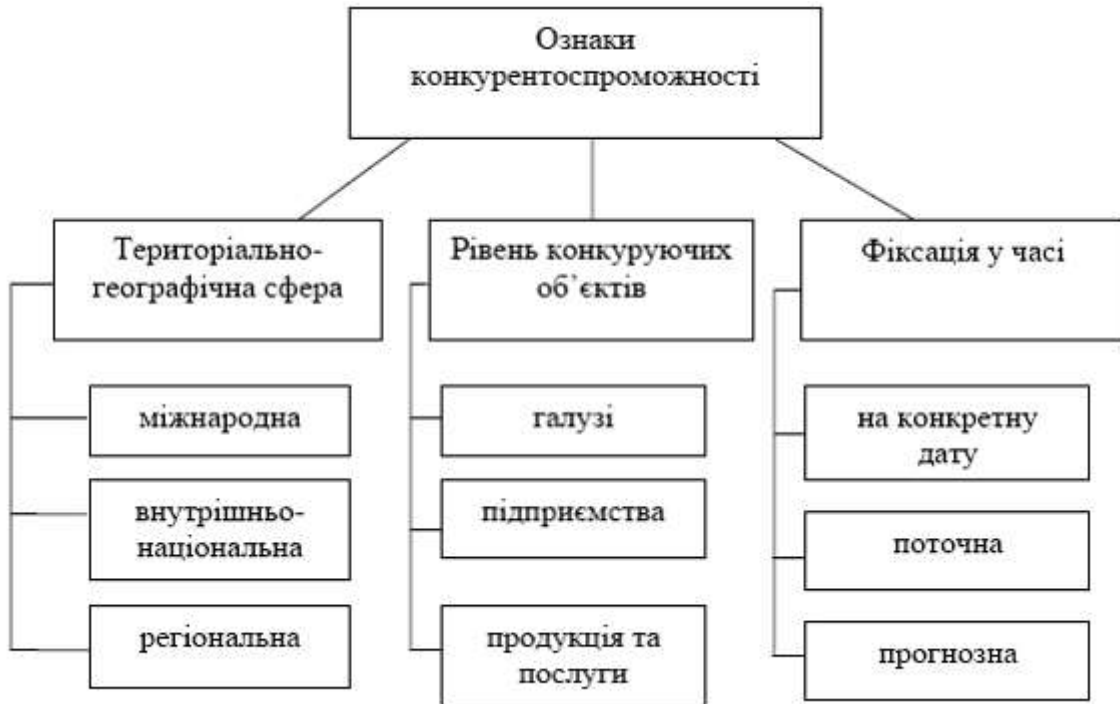 Ознаки
конкурентоспроможності
Територіально-
географічна сфера
міжнародна
внутрішньо-
національна
регіональна
Рівень конкуруючих
об’єктів
галузі
підприємства
продукція та
послуги
Фіксація у часі
на конкретну
дату
поточна
прогнозна